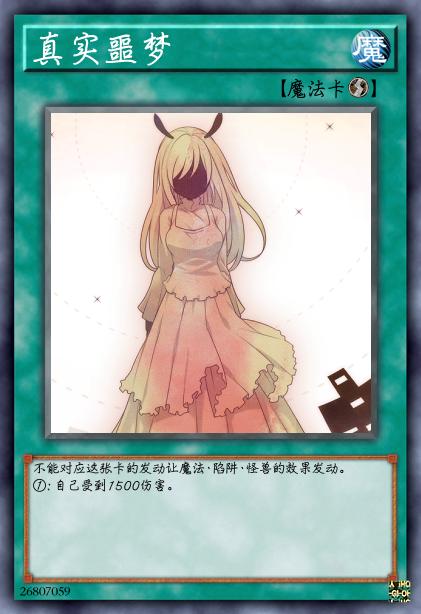 真实噩梦
魔
【魔法卡】
不能对应这张卡的发动让魔法·陷阱·怪兽的效果发动。
①:自己受到1500伤害。
26807059